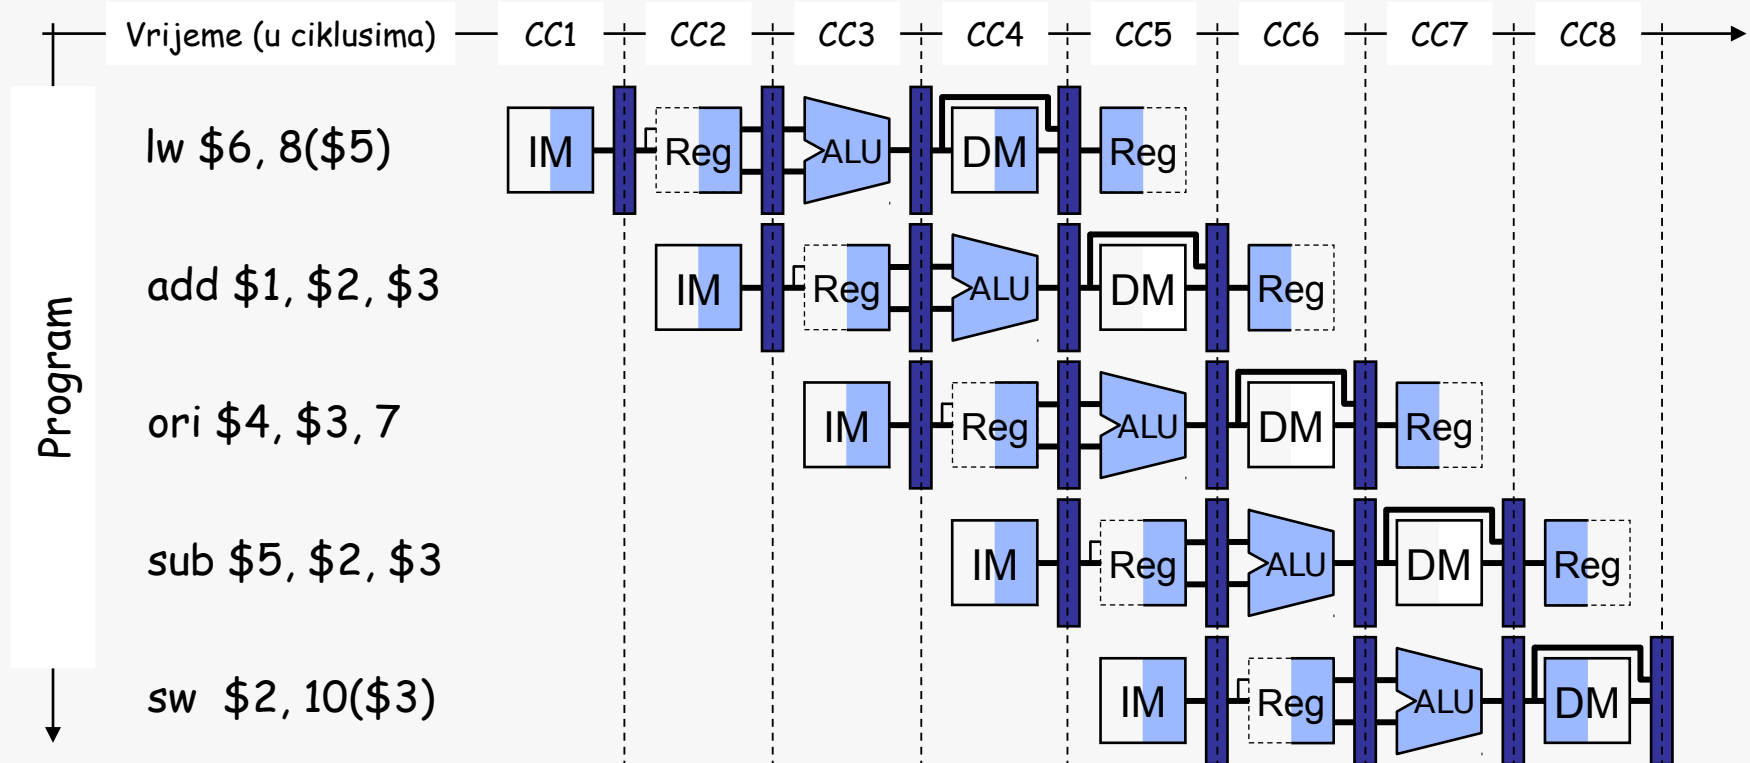 Vrijeme (u ciklusima) CC1 CC2 CC3 CC4 CC5 CC6 CC7 CC8
Program
lw $6, 8($5) IM Reg ALU DM Reg
add $1, $2, $3 IM Reg ALU DM Reg
ori $4, $3, 7 IM Reg ALU DM Reg
sub $5, $2, $3 IM Reg ALU DM Reg
sw $2, 10($3) IM Reg ALU DM